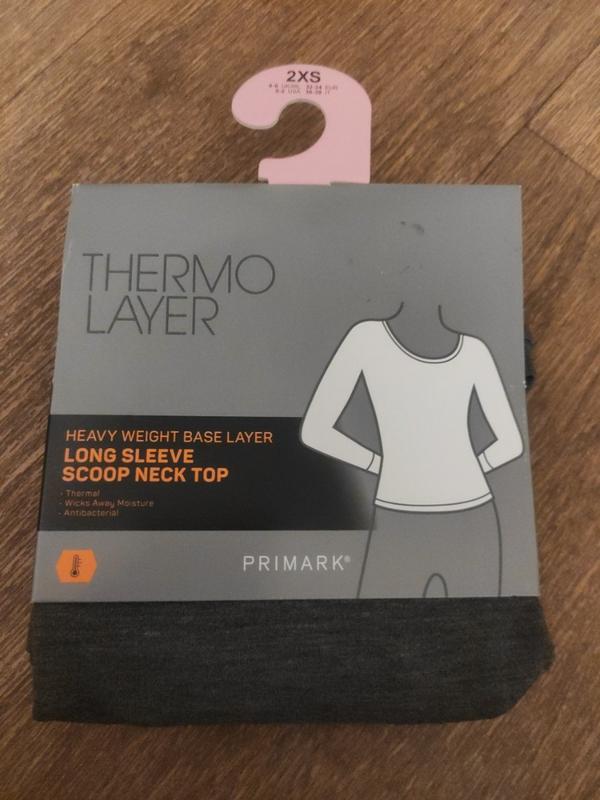 2XS
THERMO
LAYER
HEAVY WEIGHT BASE LAYER
LONG SLEEVE
SCOOP NECK TOP
- Thermal
- Wicks Away Moisture
- Antibacterial
PRIMARK®